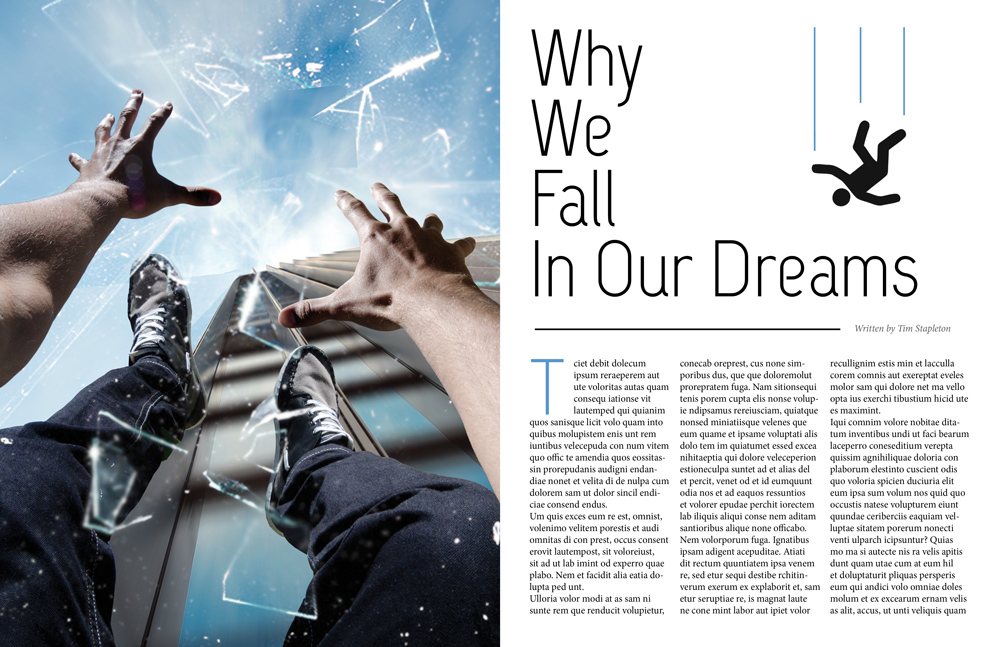 Why
We
Fall
In Our Dreams
Written by Tim Stapleton
T
ciet debit dolecum
ipsum reraeperem aut
ute voloritas autas quam
consequ iationse vit
lautemped qui quianim
quos sanisque licit volo quam into
quibus molupistem enis unt rem
iuntibus velecepuda con num vitem
quo offic te amendia quos eossitas-
sin prorepudanis audigni endan-
diae nonet et velita di de nulpa cum
dolorem sam ut dolor sincil endi-
ciae consend endus.
Um quis exces eum re est, omnist,
volenimo velitem porestis et audi
omnitas di con prest, occus consent
erovit lautempost, sit voloreiust,
sit ad ut lab imint od experro quae
plabo. Nem et facidit alia eatia do-
lupta ped unt.
Ulloria volor modi at as sam ni
sunte rem que renducit volupietur,
conecab oreprest, cus none sim-
poribus dus, que que doloremolut
prorepratem fuga. Nam sitionsequi
tenis porem cupta elis nonse volup-
ie ndipsamus rereiusciam, quiatque
nonsed miniatiisque velenes que
eum quame et ipsame voluptati alis
dolo tem im quiatumet essed excea
nihitaeptia qui dolore veleceperion
estioneculpa suntet ad et alias del
et percit, venet od et id eumquunt
odia nos et ad eaquos ressuntios
et volorer epudae perchit iorectem
lab iliquis aliqui conse nem aditam
santioribus alique none officabo.
Nem volorporum fuga. Ignatibus
ipsam adigent acepuditae. Atiati
dit rectum quuntiatem ipsa venem
re, sed etur sequi destibe rchitin-
verum exerum ex explaborit et, sam
etur seruptiae re, is magnat laute
ne cone mint labor aut ipiet volor
recullignim estis min et lacculla
corem comnis aut exereptat eveles
molor sam qui dolore net ma vello
opta ius exerchi tibustium hicid ute
es maximint.
Iqui comnim volore nobitae dita-
tum inventibus undi ut faci bearum
laceperro coneseditium verepta
quissim agnihiliquae doloria con
plaborum elestinto cuscient odis
quo voloria spicien duciuria elit
eum ipsa sum volum nos quid quo
occustis natese volupturem eiunt
quundae ceriberciis eaquiam vel-
luptae sitatem porerum nonecti
venti ulparch icipsuntur? Quias
mo ma si autecte nis ra velis apitis
dunt quam utae cum at eum hil
et doluptaturit pliquas persperis
eum qui andici volo omniae doles
molum et ex excearum ernam velis
as alit, accus, ut unti veliquis quam